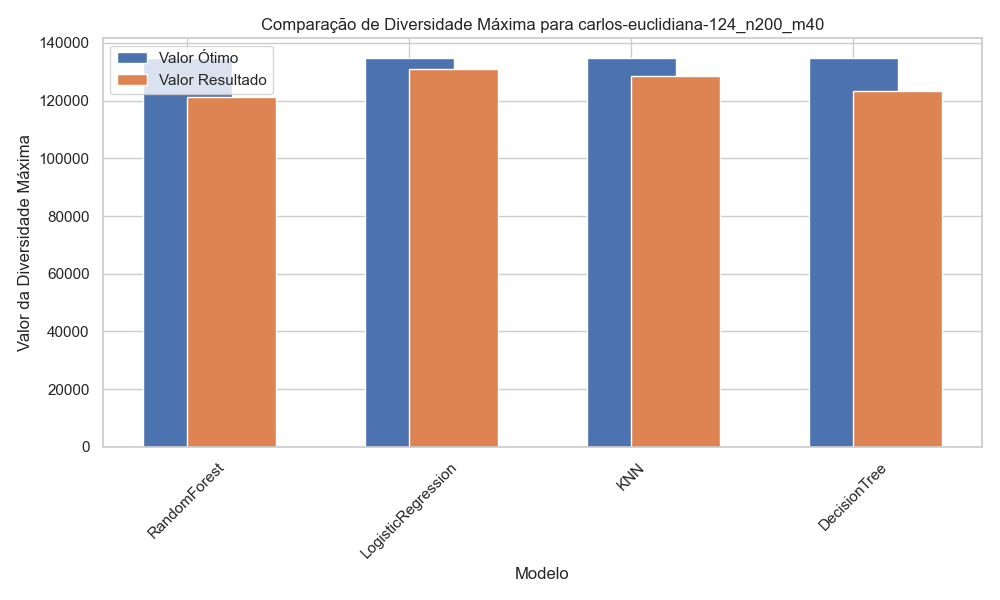 Comparação de Diversidade Máxima para carlos-euclidiana-124_n200_m40
Valor Ótimo
Valor Resultado
Valor da Diversidade Máxima
140000
120000
100000
80000
60000
40000
20000
0
RandomForest
LogisticRegression
KNN
DecisionTree
Modelo